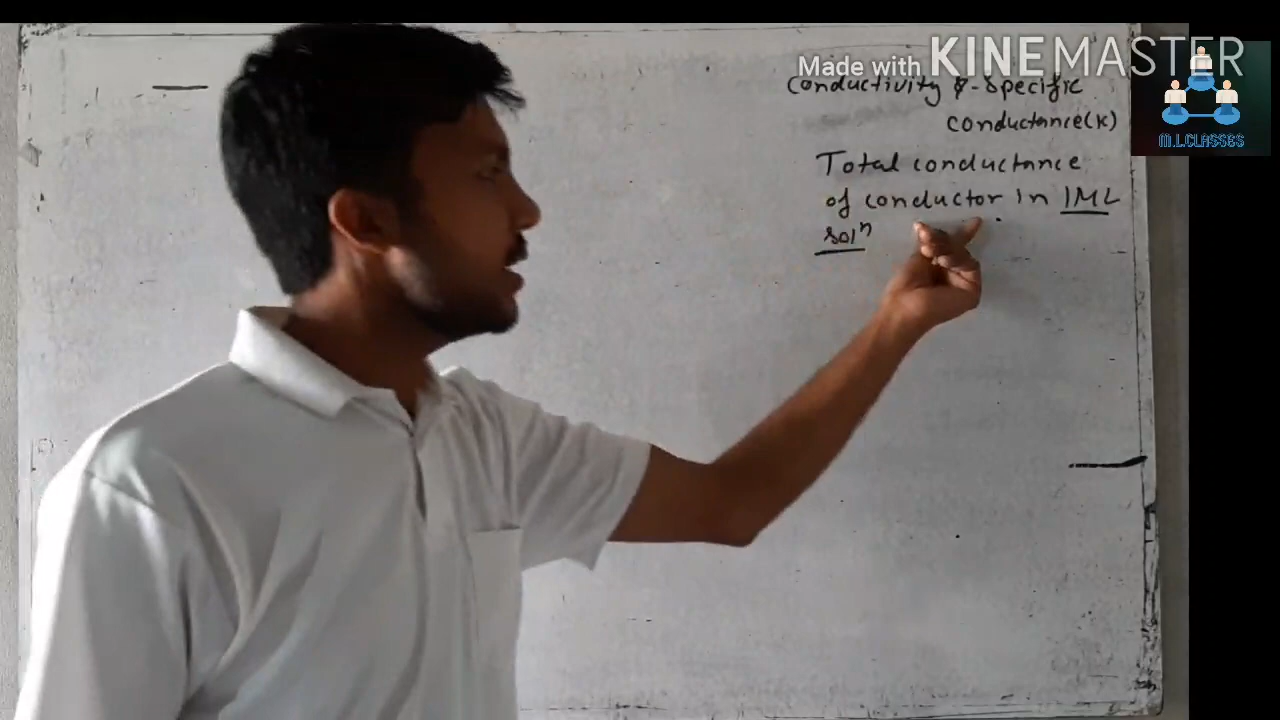 Made with KINEMASTER
Conductivity & Specific
conductance(K)
M.L.CLASSES
Total conductance
of conductor in 1ML
solⁿ